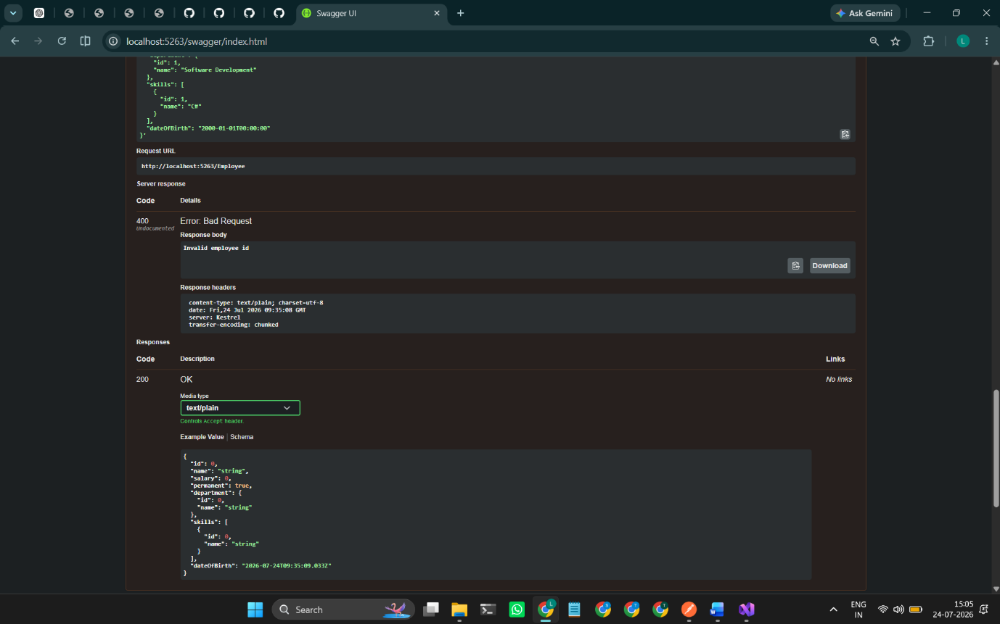 Swagger UI
Ask Gemini
localhost:5263/swagger/index.html
L
"id": 1,
"name": "Software Development"
},
"skills": [
{
"id": 1,
"name": "C#"
}
],
"dateOfBirth": "2000-01-01T00:00:00"
}'
Request URL
http://localhost:5263/Employee
Server response
Code Details
400 Error: Bad Request
Undocumented
Response body
Invalid employee id
Download
Response headers
content-type: text/plain; charset=utf-8
date: Fri,24 Jul 2026 09:35:08 GMT
server: Kestrel
transfer-encoding: chunked
Responses
Code Description Links
200 OK No links
Media type
text/plain
Controls Accept header.
Example Value | Schema
{
"id": 0,
"name": "string",
"salary": 0,
"permanent": true,
"department": {
"id": 0,
"name": "string"
},
"skills": [
{
"id": 0,
"name": "string"
}
],
"dateOfBirth": "2026-07-24T09:35:09.033Z"
}
Search
ENG
IN
15:05
24-07-2026